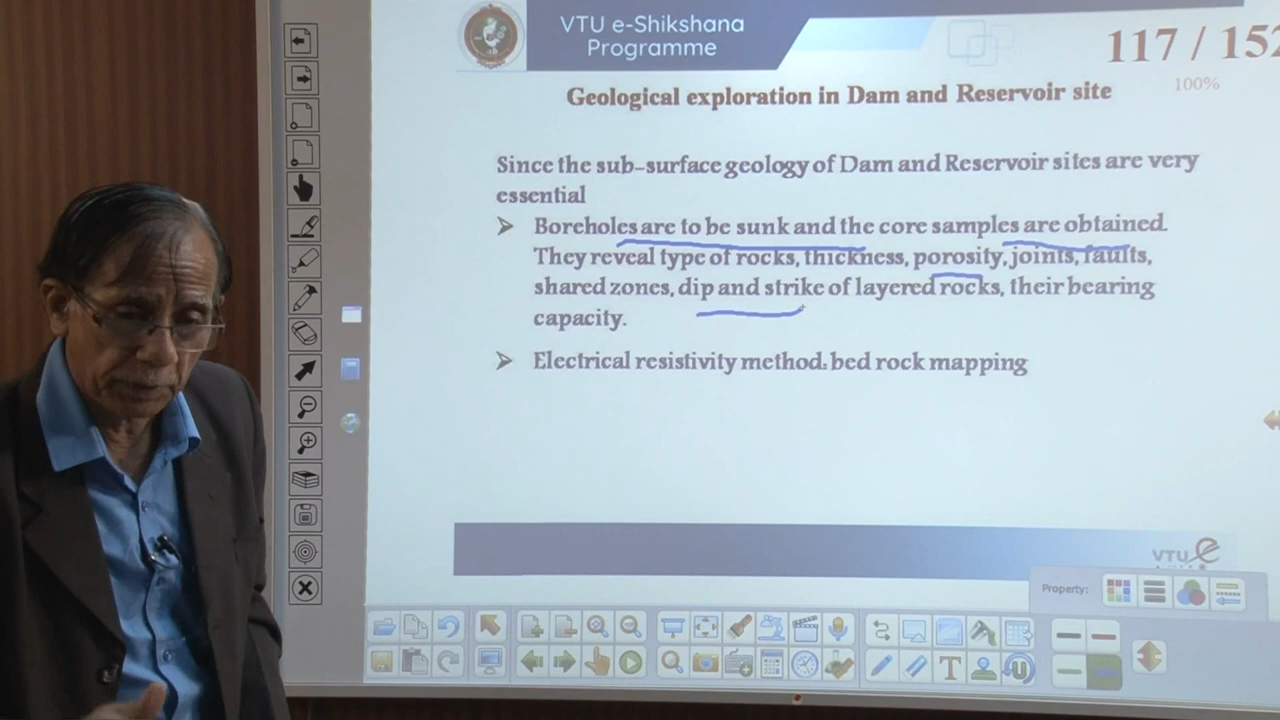 VTU e-Shikshana
Programme
117 / 152
100%
Geological exploration in Dam and Reservoir site
Since the sub-surface geology of Dam and Reservoir sites are very
essential
➤ Boreholes are to be sunk and the core samples are obtained.
They reveal type of rocks, thickness, porosity, joints, faults,
shared zones, dip and strike of layered rocks, their bearing
capacity.
➤ Electrical resistivity method: bed rock mapping
VTU e
Property: